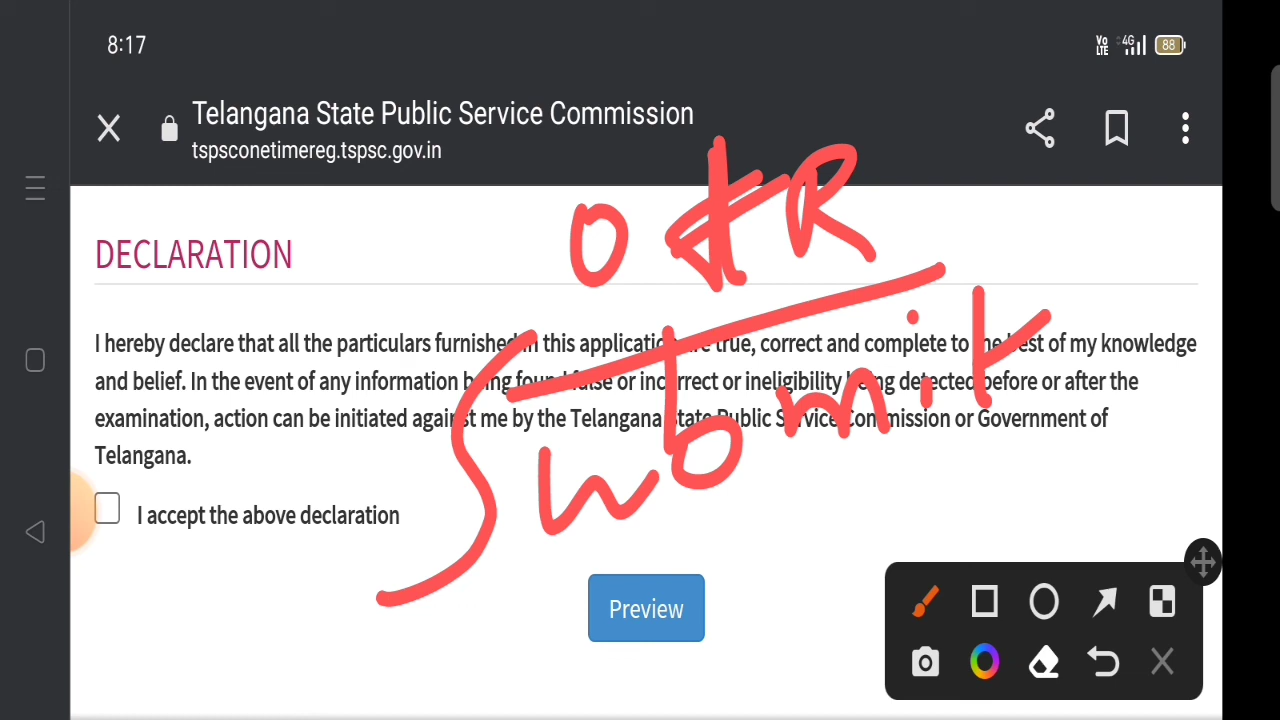 8:17
Vo LTE 4G 88
Telangana State Public Service Commission
tspsconetimereg.tspsc.gov.in
OTR
DECLARATION
Submit
I hereby declare that all the particulars furnished in this application are true, correct and complete to the best of my knowledge
and belief. In the event of any information being found false or incorrect or ineligibility being detected before or after the
examination, action can be initiated against me by the Telangana State Public Service Commission or Government of
Telangana.
I accept the above declaration
Preview